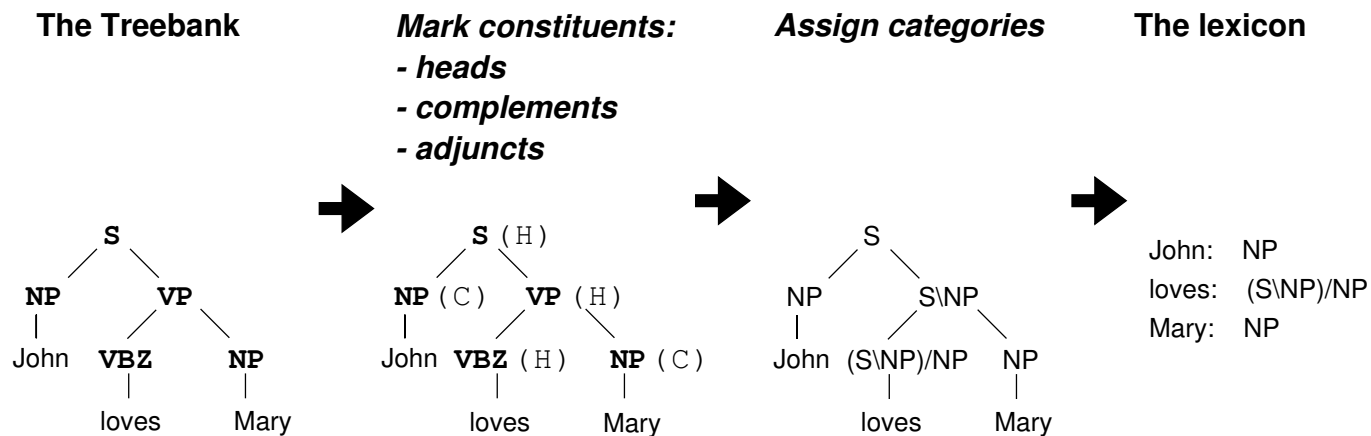 The Treebank
Mark constituents:
- heads
- complements
- adjuncts
Assign categories
The lexicon
S
NP VP
John VBZ NP
loves Mary
S (H)
NP (C) VP (H)
John VBZ (H) NP (C)
loves Mary
S
NP S\NP
John (S\NP)/NP NP
loves Mary
John: NP
loves: (S\NP)/NP
Mary: NP